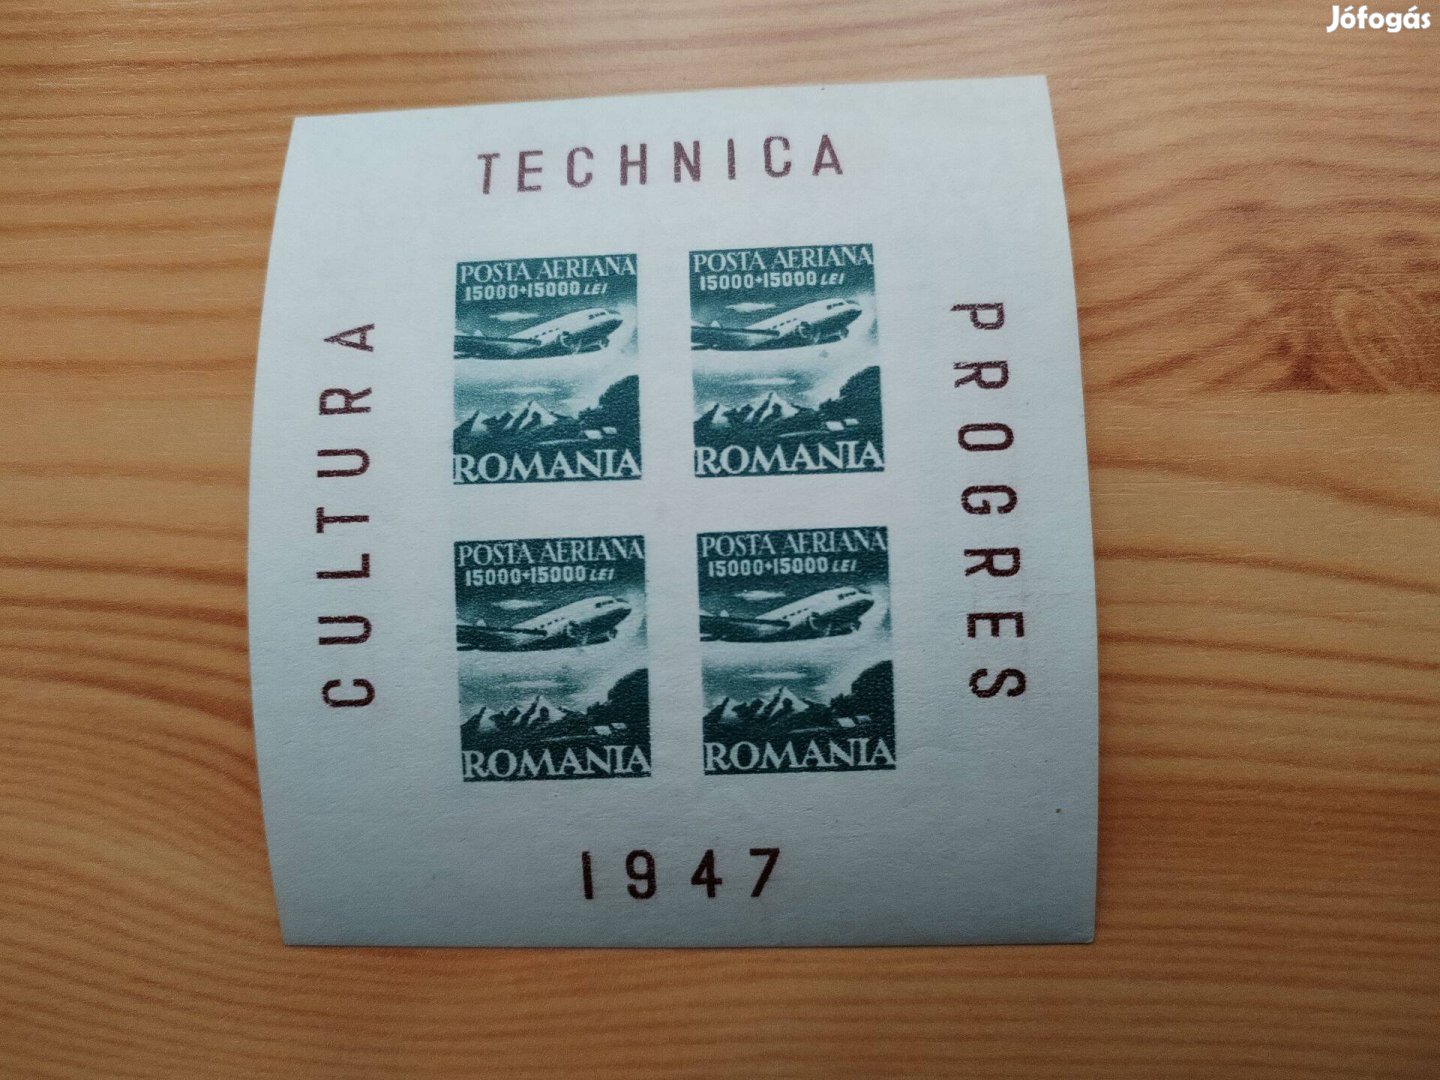 Jófogás
TECHNICA
CULTURA
POSTA AERIANA
15000+15000 LEI
ROMANIA
POSTA AERIANA
15000+15000 LEI
ROMANIA
PROGRES
POSTA AERIANA
15000+15000 LEI
ROMANIA
POSTA AERIANA
15000+15000 LEI
ROMANIA
1947